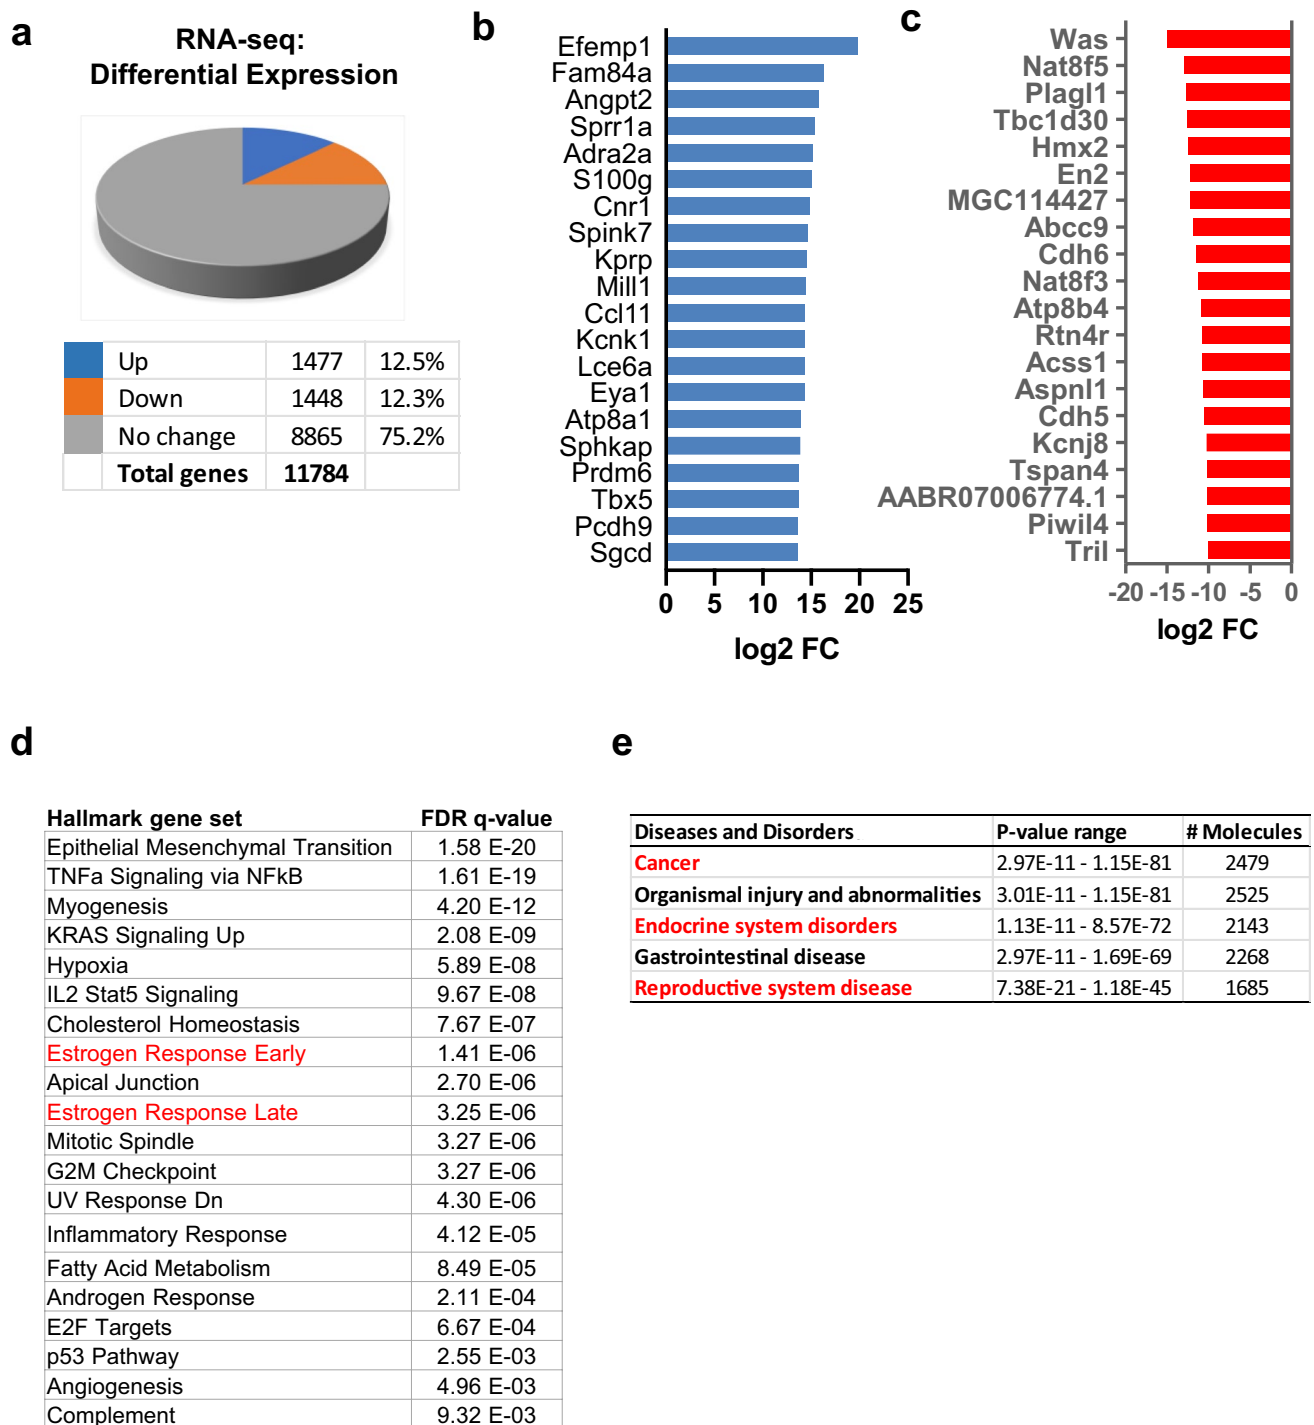 a
RNA-seq:
Differential Expression
Up 1477 12.5%
Down 1448 12.3%
No change 8865 75.2%
Total genes 11784
b
Efemp1
Fam84a
Angpt2
Sprr1a
Adra2a
S100g
Cnr1
Spink7
Kprp
Mill1
Ccl11
Kcnk1
Lce6a
Eya1
Atp8a1
Sphkap
Prdm6
Tbx5
Pcdh9
Sgcd
0 5 10 15 20 25
log2 FC
c
Was
Nat8f5
Plagl1
Tbc1d30
Hmx2
En2
MGC114427
Abcc9
Cdh6
Nat8f3
Atp8b4
Rtn4r
Acss1
Aspnl1
Cdh5
Kcnj8
Tspan4
AABR07006774.1
Piwil4
Tril
-20 -15 -10 -5 0
log2 FC
d
Hallmark gene set FDR q-value
Epithelial Mesenchymal Transition 1.58 E-20
TNFa Signaling via NFkB 1.61 E-19
Myogenesis 4.20 E-12
KRAS Signaling Up 2.08 E-09
Hypoxia 5.89 E-08
IL2 Stat5 Signaling 9.67 E-08
Cholesterol Homeostasis 7.67 E-07
Estrogen Response Early 1.41 E-06
Apical Junction 2.70 E-06
Estrogen Response Late 3.25 E-06
Mitotic Spindle 3.27 E-06
G2M Checkpoint 3.27 E-06
UV Response Dn 4.30 E-06
Inflammatory Response 4.12 E-05
Fatty Acid Metabolism 8.49 E-05
Androgen Response 2.11 E-04
E2F Targets 6.67 E-04
p53 Pathway 2.55 E-03
Angiogenesis 4.96 E-03
Complement 9.32 E-03
e
Diseases and Disorders P-value range # Molecules
Cancer 2.97E-11 - 1.15E-81 2479
Organismal injury and abnormalities 3.01E-11 - 1.15E-81 2525
Endocrine system disorders 1.13E-11 - 8.57E-72 2143
Gastrointestinal disease 2.97E-11 - 1.69E-69 2268
Reproductive system disease 7.38E-21 - 1.18E-45 1685